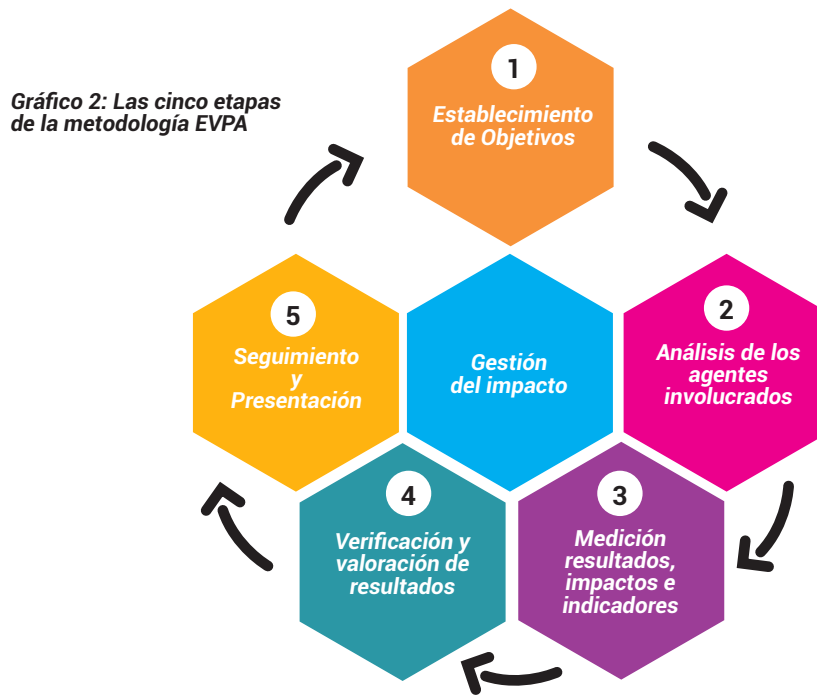 Gráfico 2: Las cinco etapas
de la metodología EVPA
1
Establecimiento
de Objetivos
2
Análisis de los
agentes
involucrados
3
Medición
resultados,
impactos e
indicadores
4
Verificación y
valoración de
resultados
5
Seguimiento
y
Presentación
Gestión
del impacto